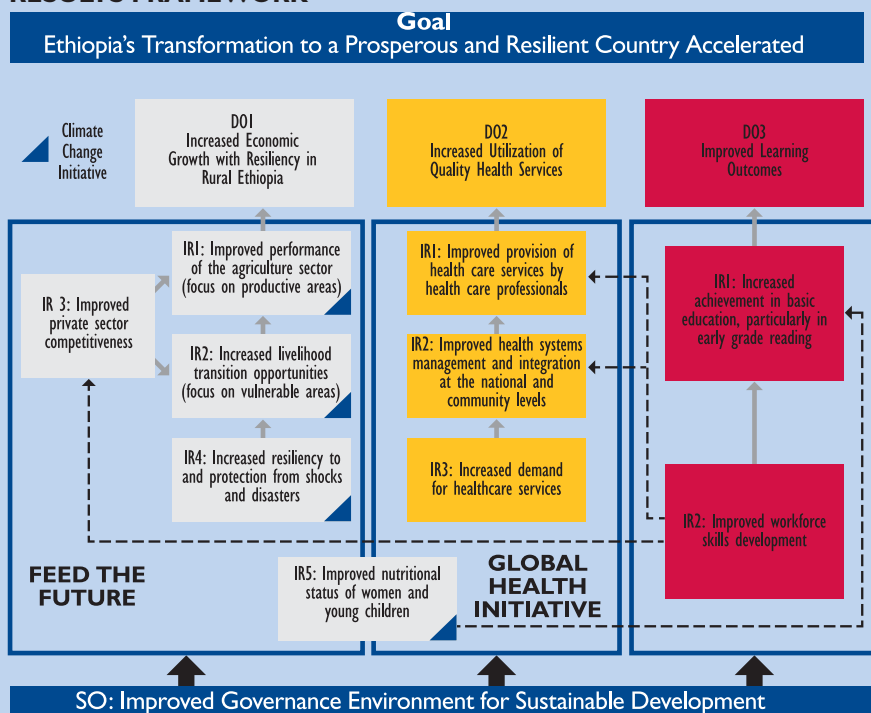 RESULTS FRAMEWORK
Goal
Ethiopia's Transformation to a Prosperous and Resilient Country Accelerated
Climate
Change
Initiative
DO1
Increased Economic
Growth with Resiliency in
Rural Ethiopia
DO2
Increased Utilization of
Quality Health Services
DO3
Improved Learning
Outcomes
IR 3: Improved
private sector
competitiveness
IR1: Improved performance
of the agriculture sector
(focus on productive areas)
IR2: Increased livelihood
transition opportunities
(focus on vulnerable areas)
IR4: Increased resiliency to
and protection from shocks
and disasters
IR1: Improved provision of
health care services by
health care professionals
IR2: Improved health systems
management and integration
at the national and
community levels
IR3: Increased demand
for healthcare services
IR1: Increased
achievement in basic
education, particularly in
early grade reading
IR2: Improved workforce
skills development
FEED THE
FUTURE
IR5: Improved nutritional
status of women and
young children
GLOBAL
HEALTH
INITIATIVE
SO: Improved Governance Environment for Sustainable Development